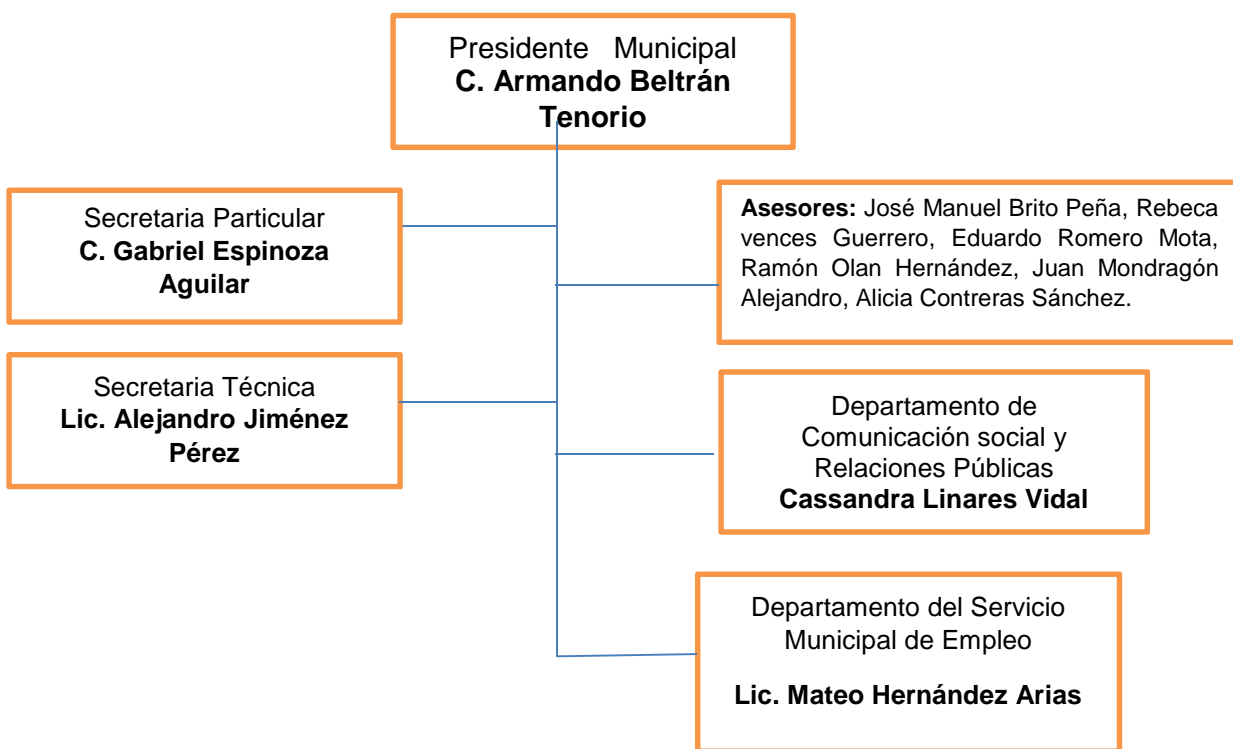 Presidente Municipal
C. Armando Beltrán
Tenorio
Secretaria Particular
C. Gabriel Espinoza
Aguilar
Asesores: José Manuel Brito Peña, Rebeca
vences Guerrero, Eduardo Romero Mota,
Ramón Olan Hernández, Juan Mondragón
Alejandro, Alicia Contreras Sánchez.
Secretaria Técnica
Lic. Alejandro Jiménez
Pérez
Departamento de
Comunicación social y
Relaciones Públicas
Cassandra Linares Vidal
Departamento del Servicio
Municipal de Empleo
Lic. Mateo Hernández Arias